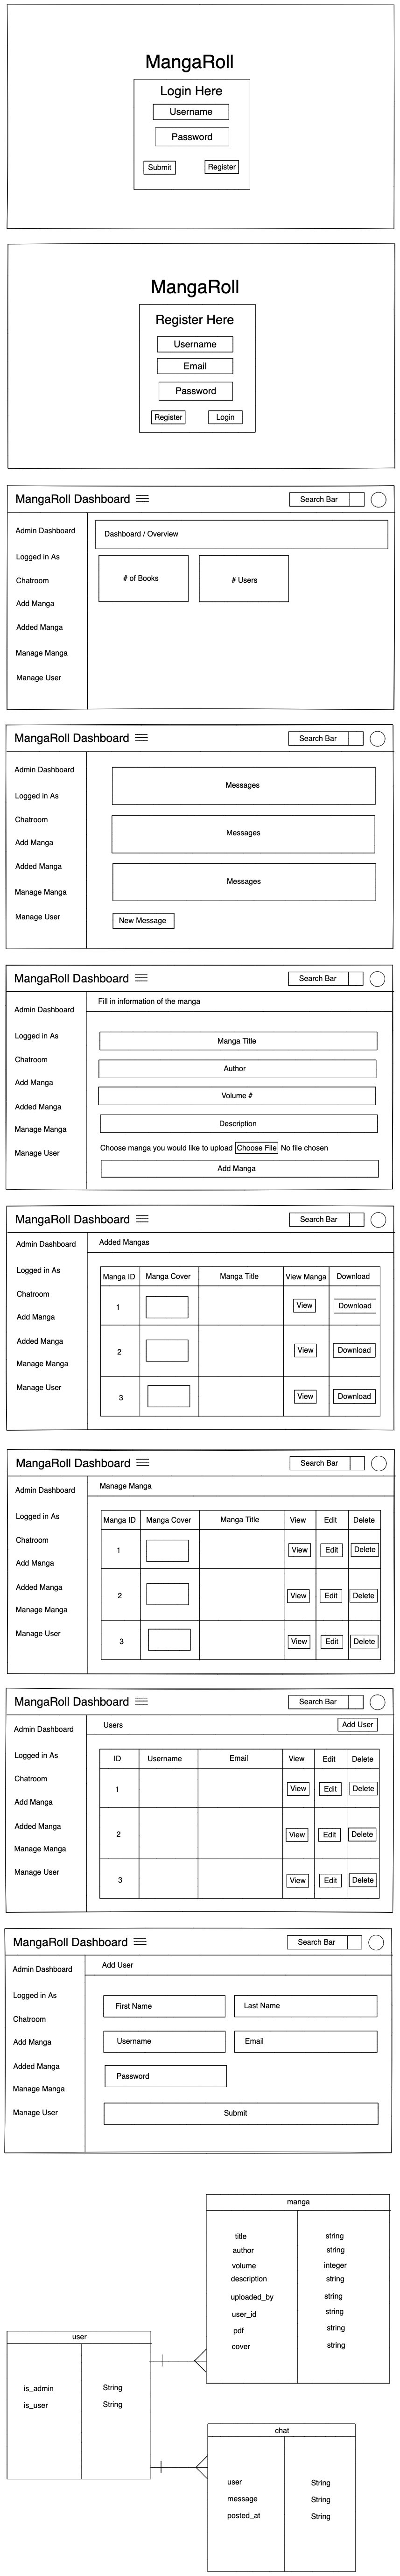 MangaRoll
Login Here
Username
Password
Submit Register
MangaRoll
Register Here
Username
Email
Password
Register Login
MangaRoll Dashboard Search Bar
Admin Dashboard
Logged in As
Chatroom
Add Manga
Added Manga
Manage Manga
Manage User
Dashboard / Overview
# of Books # Users
MangaRoll Dashboard Search Bar
Admin Dashboard
Logged in As
Chatroom
Add Manga
Added Manga
Manage Manga
Manage User
Messages
Messages
Messages
New Message
MangaRoll Dashboard Search Bar
Admin Dashboard
Logged in As
Chatroom
Add Manga
Added Manga
Manage Manga
Manage User
Fill in information of the manga
Manga Title
Author
Volume #
Description
Choose manga you would like to upload Choose File No file chosen
Add Manga
MangaRoll Dashboard Search Bar
Admin Dashboard
Logged in As
Chatroom
Add Manga
Added Manga
Manage Manga
Manage User
Added Mangas
Manga ID Manga Cover Manga Title View Manga Download
1 View Download
2 View Download
3 View Download
MangaRoll Dashboard Search Bar
Admin Dashboard
Logged in As
Chatroom
Add Manga
Added Manga
Manage Manga
Manage User
Manage Manga
Manga ID Manga Cover Manga Title View Edit Delete
1 View Edit Delete
2 View Edit Delete
3 View Edit Delete
MangaRoll Dashboard Search Bar
Admin Dashboard
Logged in As
Chatroom
Add Manga
Added Manga
Manage Manga
Manage User
Users Add User
ID Username Email View Edit Delete
1 View Edit Delete
2 View Edit Delete
3 View Edit Delete
MangaRoll Dashboard Search Bar
Admin Dashboard
Logged in As
Chatroom
Add Manga
Added Manga
Manage Manga
Manage User
Add User
First Name Last Name
Username Email
Password
Submit
manga
title string
author string
volume integer
description string
uploaded_by string
user_id string
pdf string
cover string
user
is_admin String
is_user String
chat
user String
message String
posted_at String